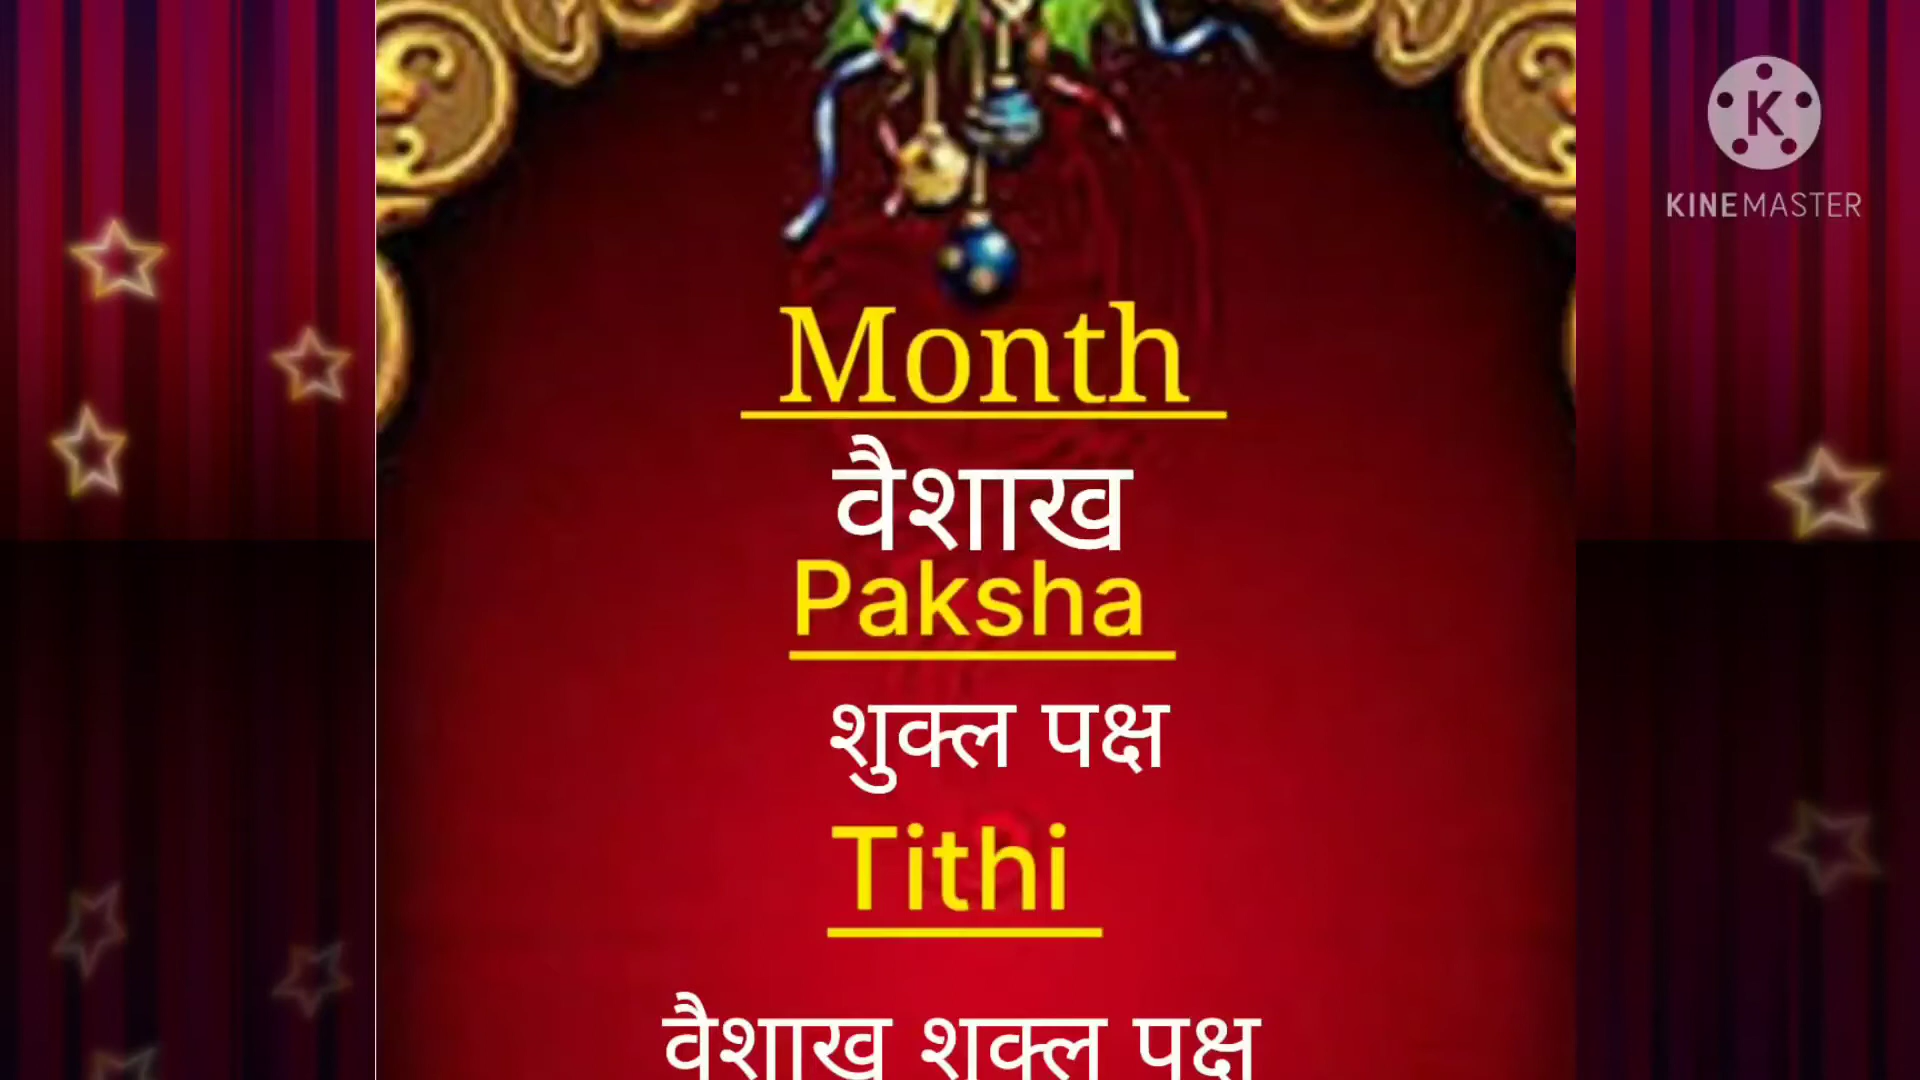 K
KINEMASTER
Month
वैशाख
Paksha
शुक्ल पक्ष
Tithi
वैशाख शुक्ल पक्ष